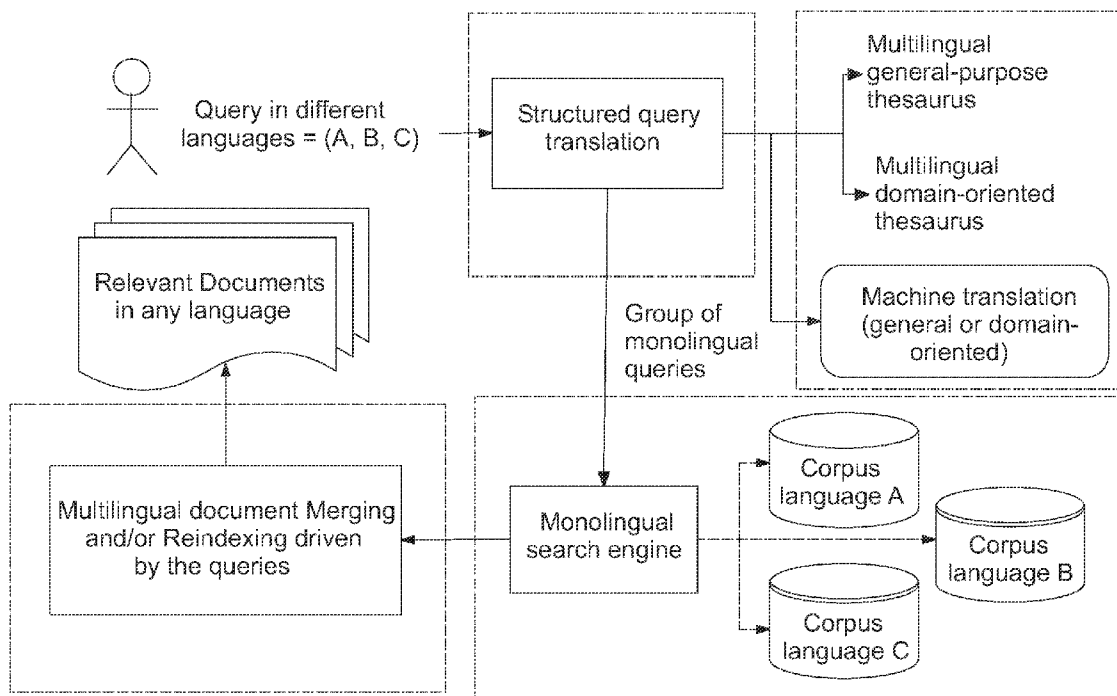 Query in different
languages = (A, B, C)
Structured query
translation
Multilingual
general-purpose
thesaurus
Multilingual
domain-oriented
thesaurus
Machine translation
(general or domain-
oriented)
Relevant Documents
in any language
Group of
monolingual
queries
Multilingual document Merging
and/or Reindexing driven
by the queries
Monolingual
search engine
Corpus
language A
Corpus
language B
Corpus
language C